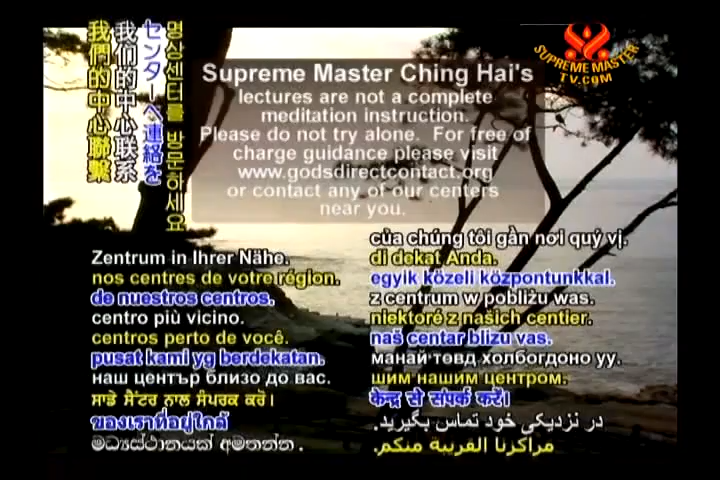 SUPREME MASTER
TV.COM
我們的中心聯繫
我们的中心联系
センターへ連絡を
명상센터를 방문하세요
Supreme Master Ching Hai's
lectures are not a complete
meditation instruction.
Please do not try alone. For free of
charge guidance please visit
www.godsdirectcontact.org
or contact any of our centers
near you.
Zentrum in Ihrer Nähe.
nos centres de votre région.
de nuestros centros.
centro più vicino.
centros perto de você.
pusat kami yg berdekatan.
наш център близо до вас.
ਸਾਡੇ ਸੈਂਟਰ ਨਾਲ ਸੰਪਰਕ ਕਰੋ।
ของเราที่อยู่ใกล้
මධ්‍යස්ථානයක් අමතන්න.
của chúng tôi gần nơi quý vị.
di dekat Anda.
egyik közeli központunkkal.
z centrum w pobliżu was.
niektoré z našich centier.
naš centar blizu vas.
манай төвд холбогдоно уу.
шим нашим центром.
केन्द्र से संपर्क करें।
در نزدیکی خود تماس بگیرید.
مراكزنا القريبة منكم.